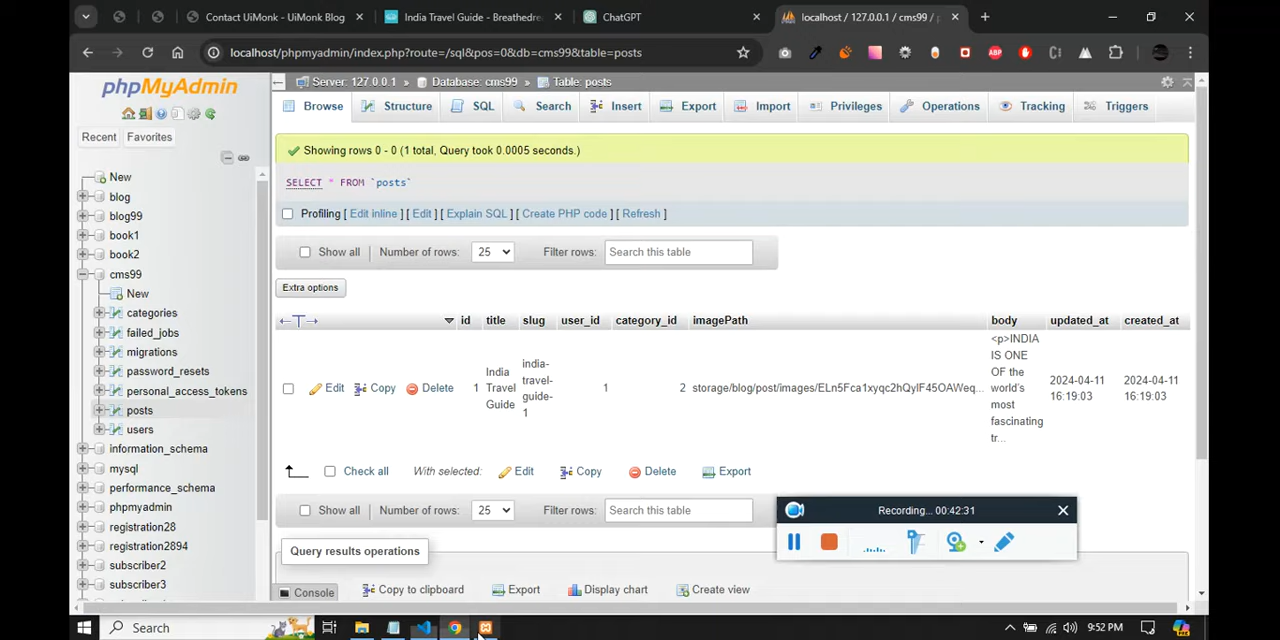 Contact UiMonk - UiMonk Blog
India Travel Guide - Breathedre
ChatGPT
localhost / 127.0.0.1 / cms99 / p
localhost/phpmyadmin/index.php?route=/sql&pos=0&db=cms99&table=posts
phpMyAdmin
Recent
Favorites
New
blog
blog99
book1
book2
cms99
New
categories
failed_jobs
migrations
password_resets
personal_access_tokens
posts
users
information_schema
mysql
performance_schema
phpmyadmin
registration28
registration2894
subscriber2
subscriber3
Server: 127.0.0.1 » Database: cms99 » Table: posts
Browse Structure SQL Search Insert Export Import Privileges Operations Tracking Triggers
Showing rows 0 - 0 (1 total, Query took 0.0005 seconds.)
SELECT * FROM `posts`
Profiling [ Edit inline ] [ Edit ] [ Explain SQL ] [ Create PHP code ] [ Refresh ]
Show all Number of rows: 25 Filter rows: Search this table
Extra options
id title slug user_id category_id imagePath body updated_at created_at
Edit Copy Delete
1
India
Travel
Guide
india-
travel-
guide-
1
1
2
storage/blog/post/images/ELn5Fca1xyqc2hQylF45OAWeq...
<p>INDIA
IS ONE
OF the
world's
most
fascinating
tr...
2024-04-11
16:19:03
2024-04-11
16:19:03
Check all With selected: Edit Copy Delete Export
Show all Number of rows: 25 Filter rows: Search this table
Query results operations
Console
Copy to clipboard Export Display chart Create view
Recording... 00:42:31
Search
9:52 PM